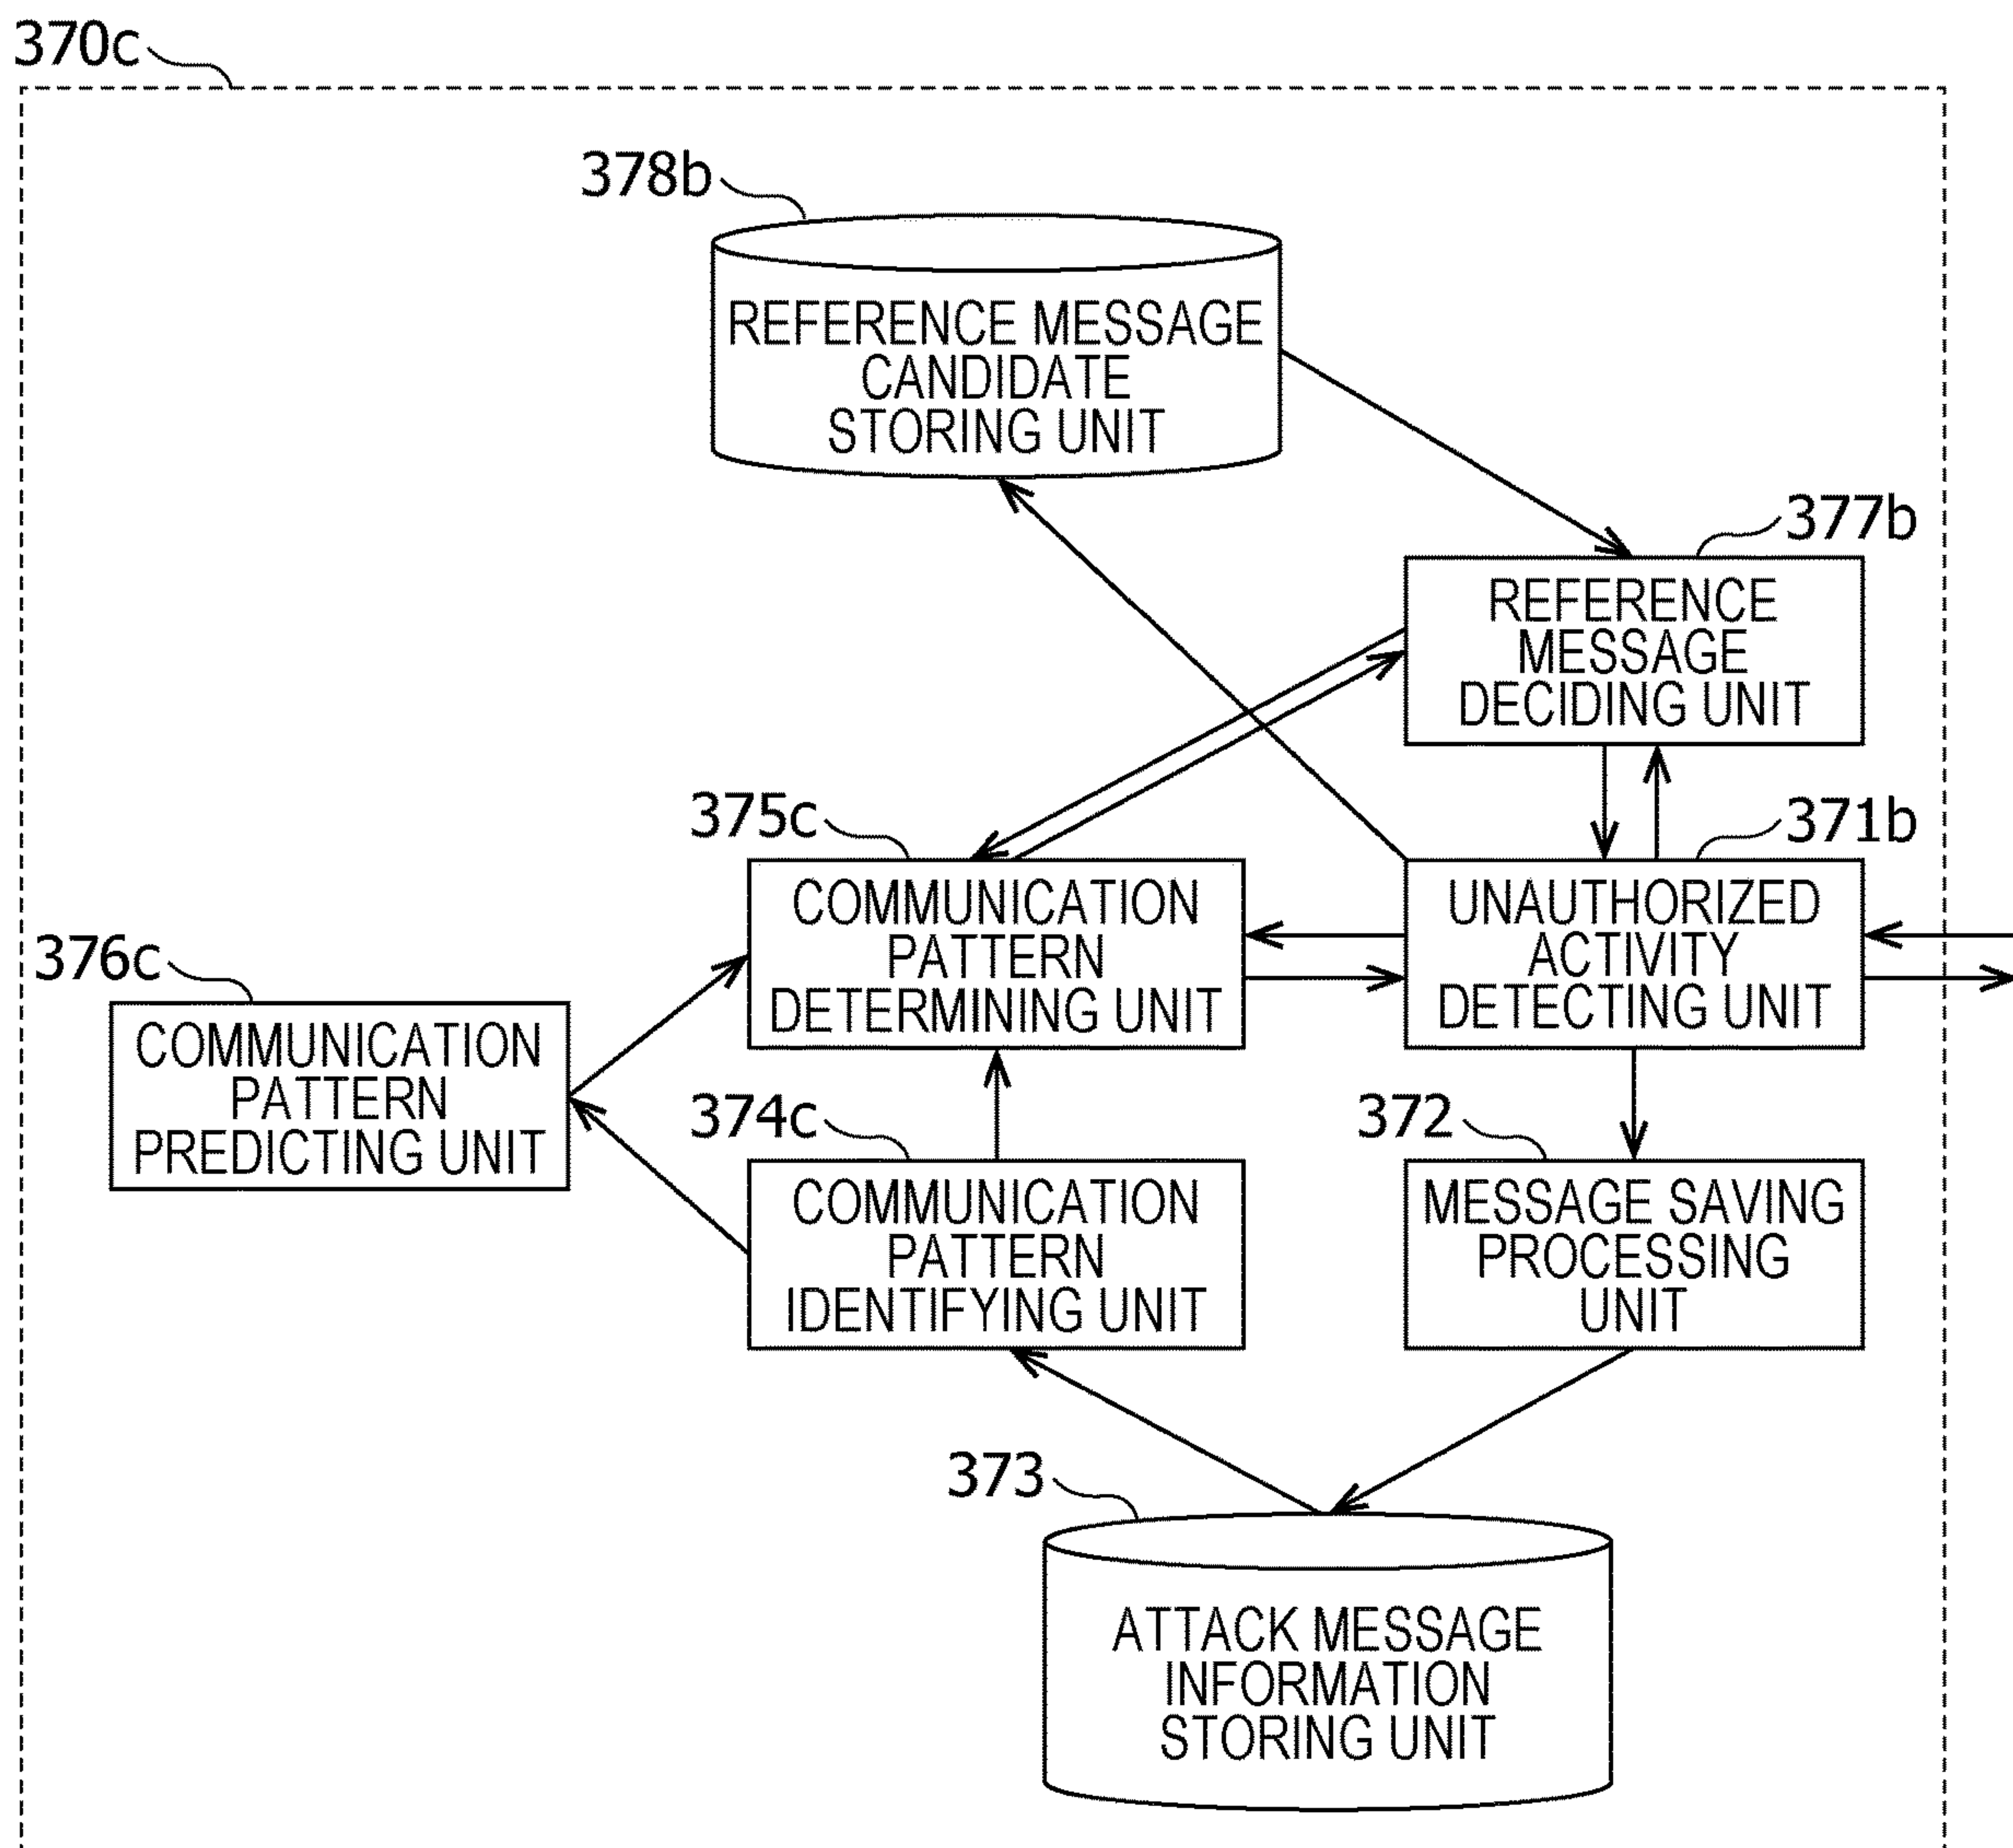 370c
378b
REFERENCE MESSAGE
CANDIDATE
STORING UNIT
377b
REFERENCE
MESSAGE
DECIDING UNIT
375c
COMMUNICATION
PATTERN
DETERMINING UNIT
371b
UNAUTHORIZED
ACTIVITY
DETECTING UNIT
376c
COMMUNICATION
PATTERN
PREDICTING UNIT
374c
COMMUNICATION
PATTERN
IDENTIFYING UNIT
372
MESSAGE SAVING
PROCESSING
UNIT
373
ATTACK MESSAGE
INFORMATION
STORING UNIT